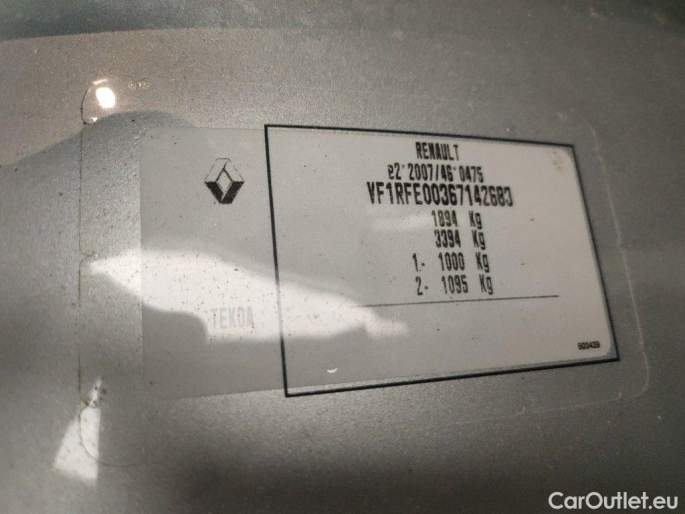 RENAULT
e2*2007/46*0475
VF1RFE00367142683
1894 Kg
3394 Kg
1.- 1000 Kg
2- 1095 Kg
TEKDA
CarOutlet.eu